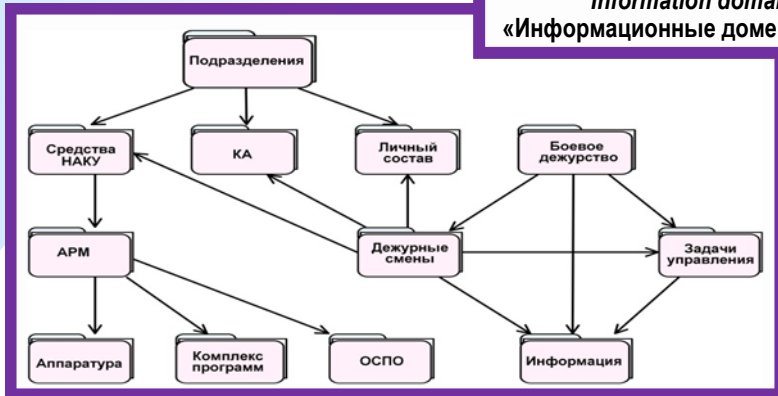 Information domai
«Информационные доме
Подразделения
Средства
НАКУ
КА
Личный
состав
Боевое
дежурство
АРМ
Дежурные
смены
Задачи
управления
Аппаратура
Комплекс
программ
ОСПО
Информация